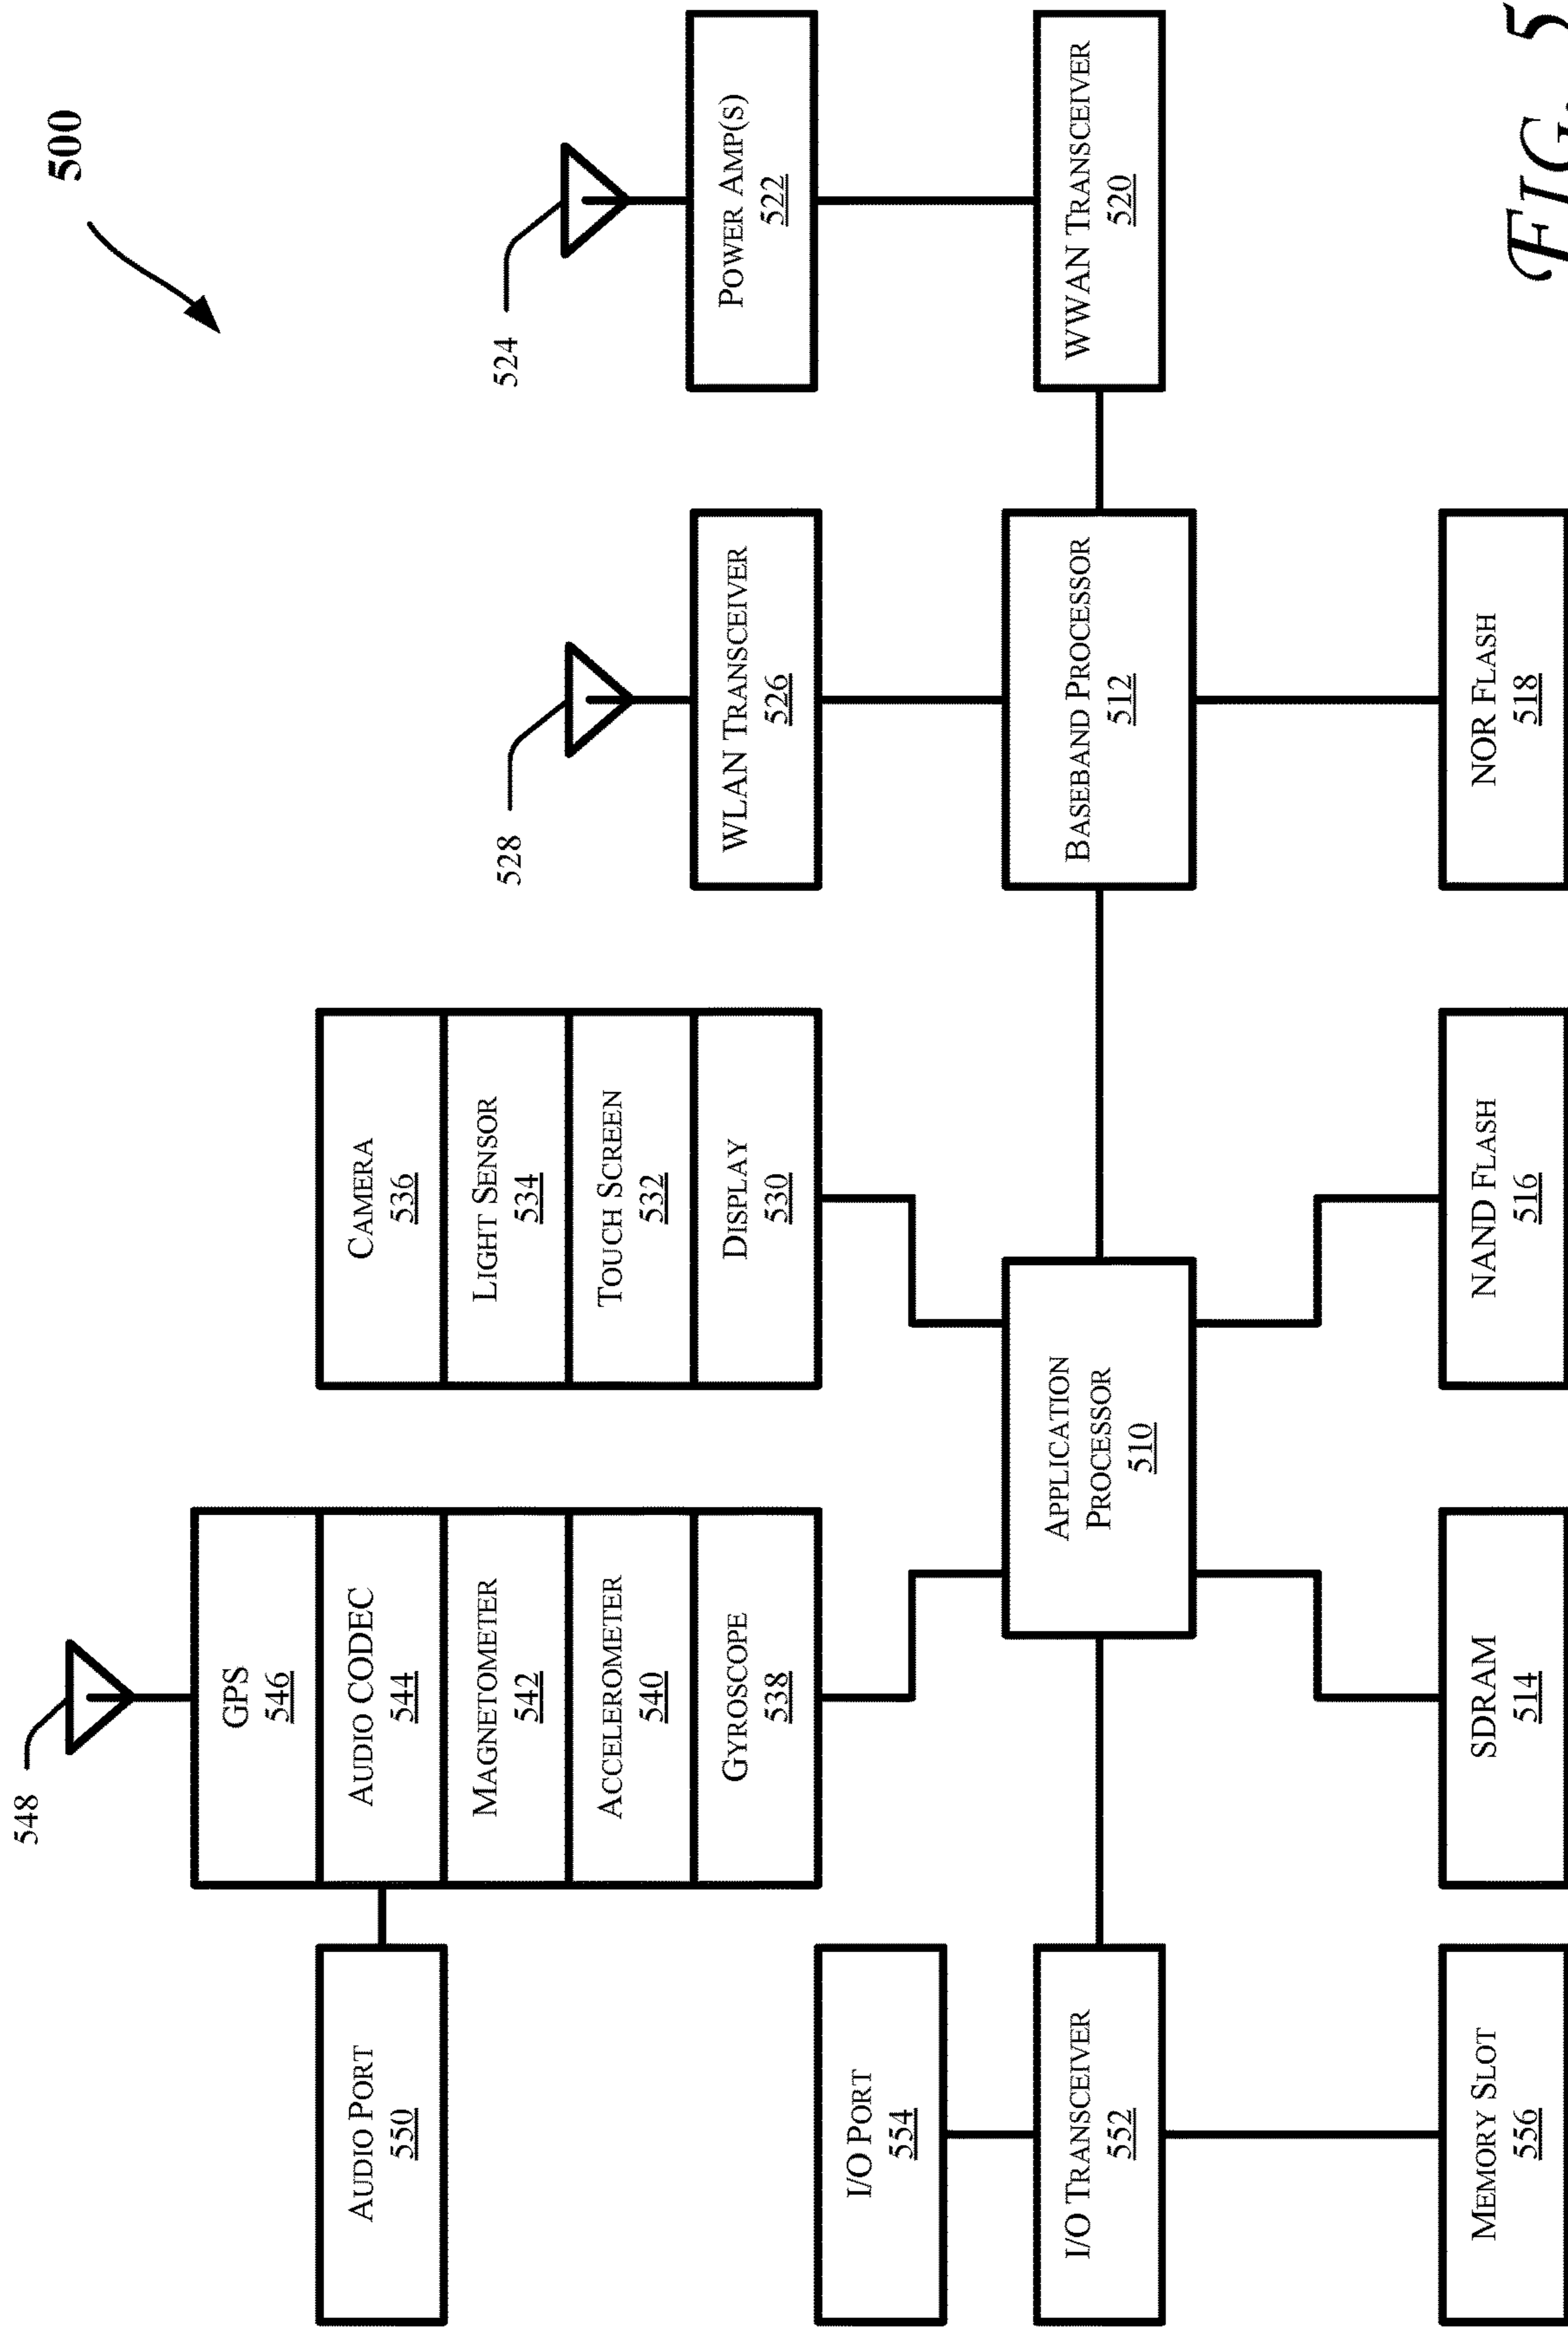 500
548
GPS
546
AUDIO CODEC
544
MAGNETOMETER
542
ACCELEROMETER
540
GYROSCOPE
538
AUDIO PORT
550
CAMERA
536
LIGHT SENSOR
534
TOUCH SCREEN
532
DISPLAY
530
528
WLAN TRANSCEIVER
526
524
POWER AMP(S)
522
I/O PORT
554
I/O TRANSCEIVER
552
APPLICATION
PROCESSOR
510
BASEBAND PROCESSOR
512
WWAN TRANSCEIVER
520
MEMORY SLOT
556
SDRAM
514
NAND FLASH
516
NOR FLASH
518
FIG. 5